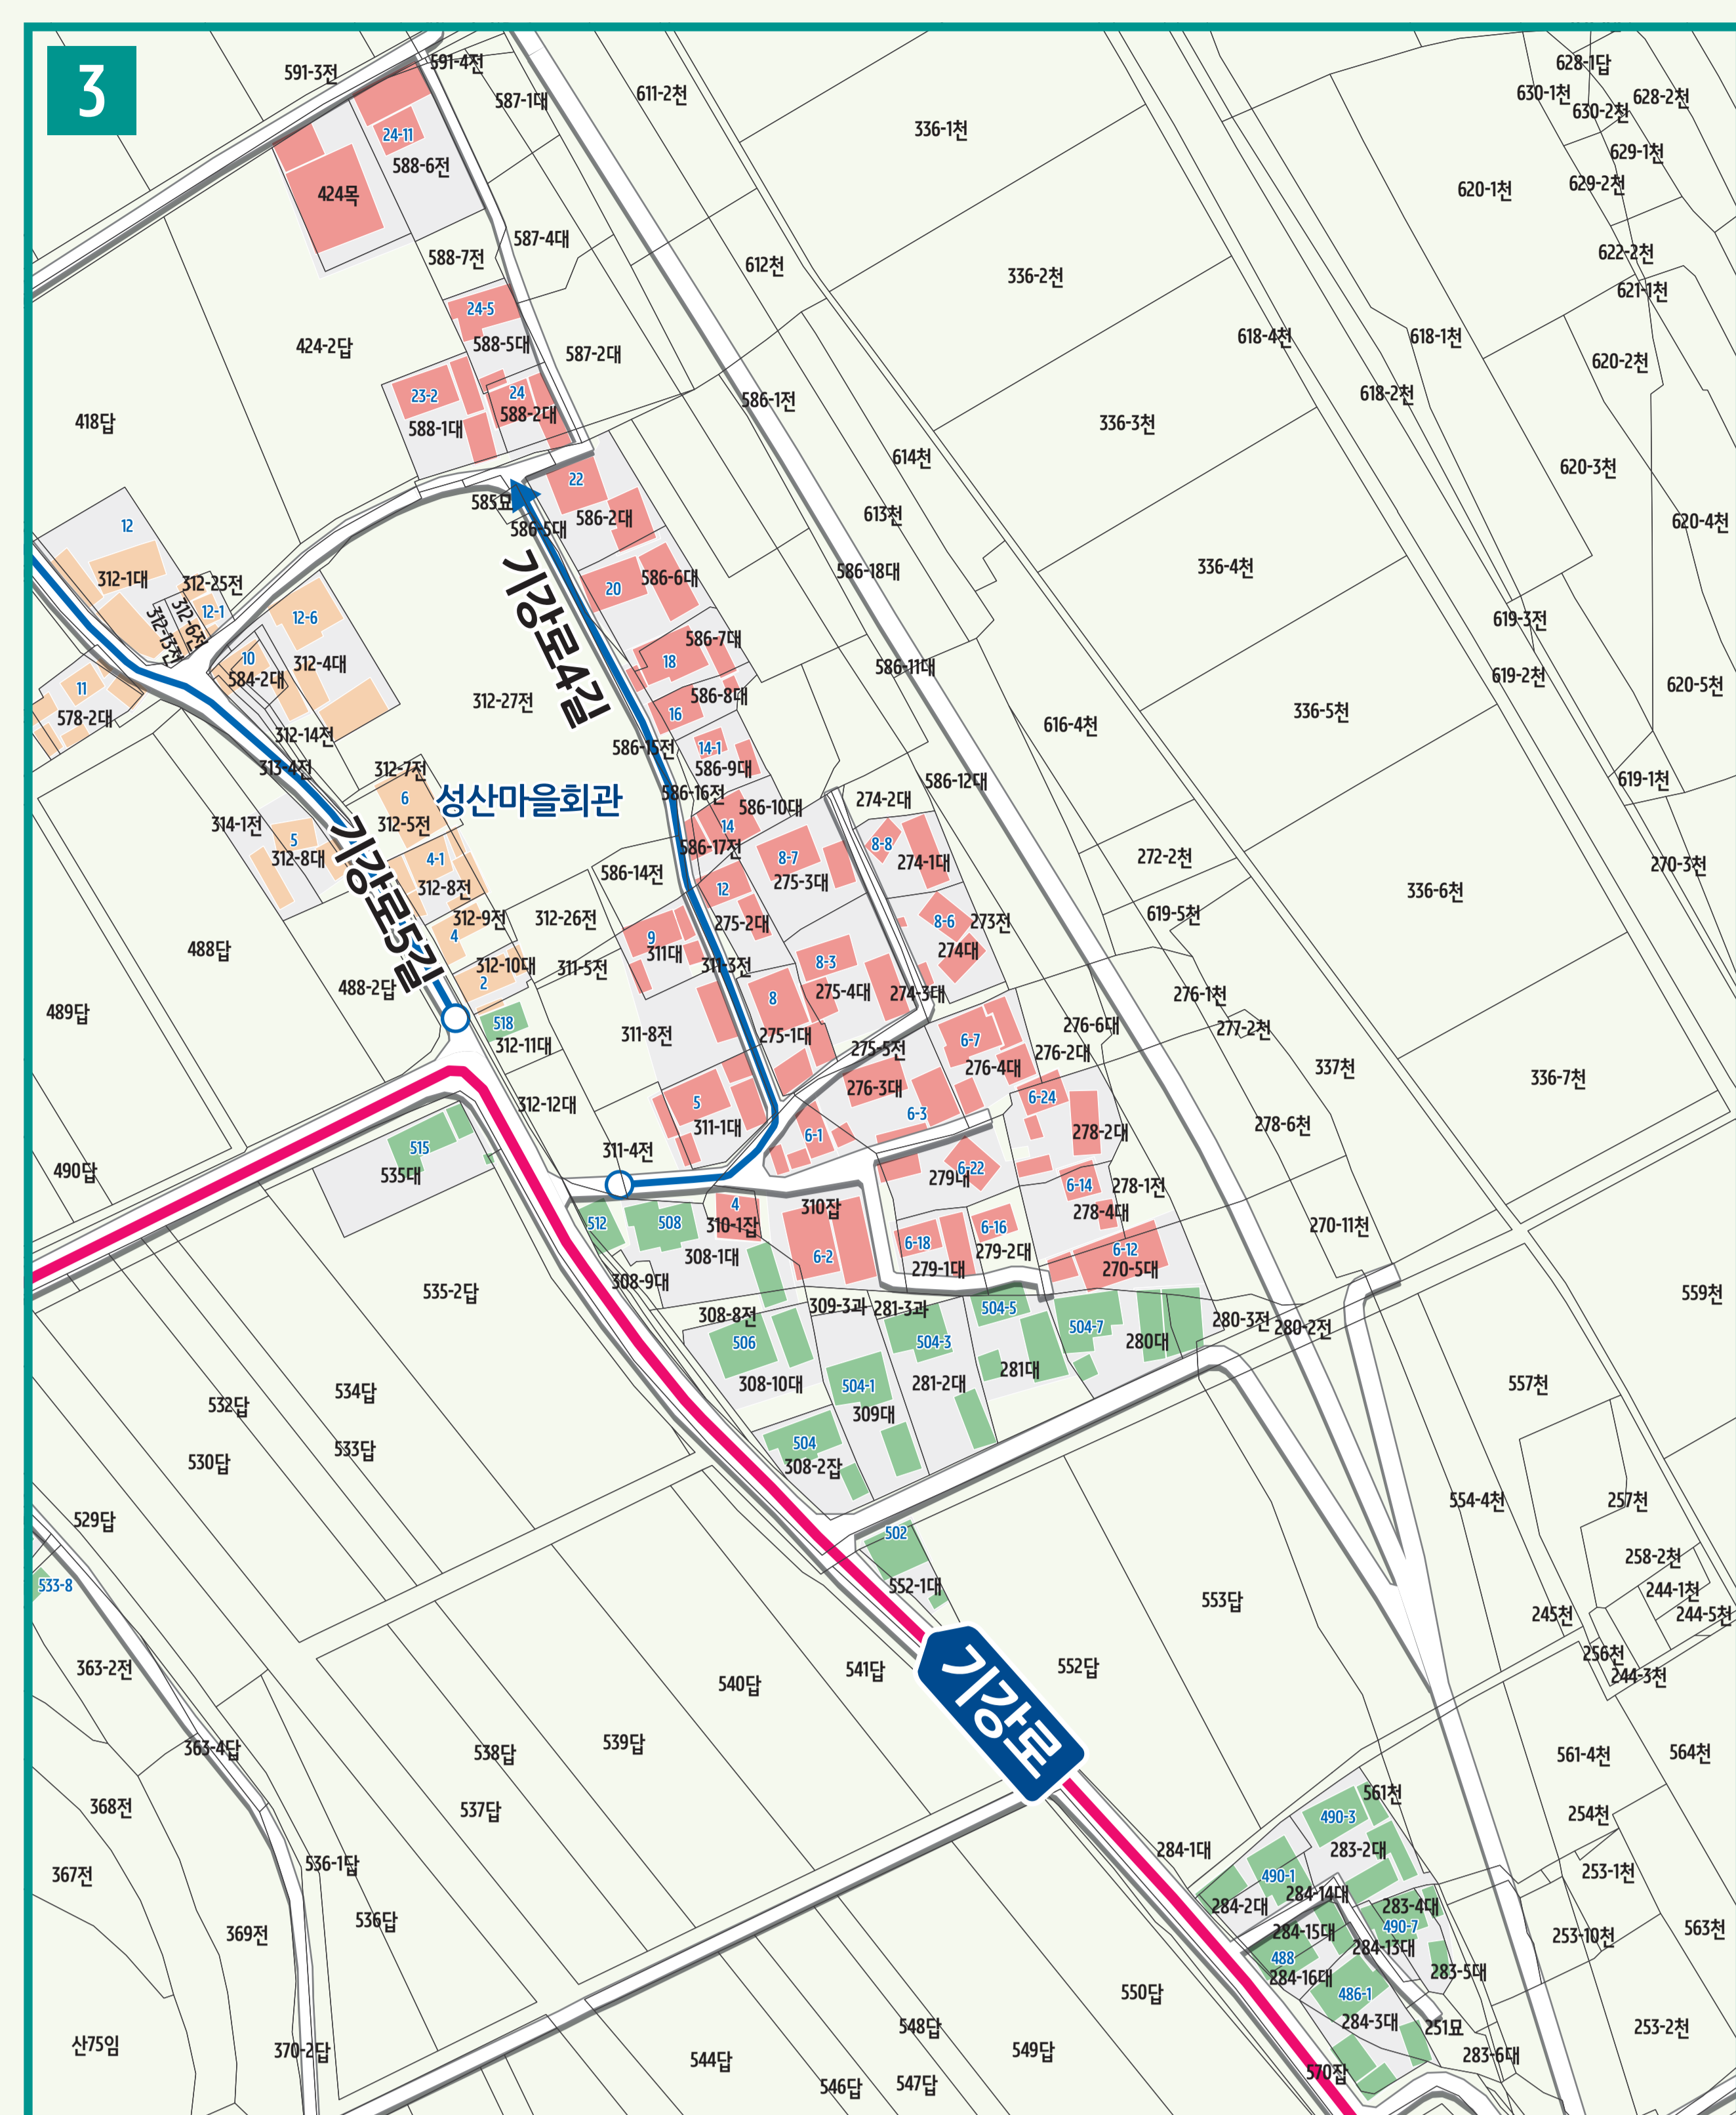 3
591-3전
591-4전
587-1대
611-2천
336-1천
628-1답
630-1천
630-2천
628-2천
24-11
588-6전
424목
629-1천
629-2천
620-1천
587-4대
588-7전
612천
336-2천
622-2천
621-1천
24-5
588-5대
587-2대
424-2답
618-4천
618-1천
620-2천
23-2
24
588-2대
588-1대
586-1전
418답
336-3천
618-2천
614천
620-3천
22
585묘
586-5대
586-2대
613천
620-4천
12
312-1대
312-25전
312-6전
312-13전
12-1
12-6
20
586-6대
586-18대
336-4천
619-3전
기강로4길
586-7대
18
586-11대
619-2천
620-5천
10
584-2대
312-4대
11
578-2대
312-27전
586-8대
16
616-4천
336-5천
312-14전
586-15전
14-1
586-9대
313-4전
312-7전
619-1천
586-12대
성산마을회관
6
312-5전
586-16전
586-10대
274-2대
314-1전
5
312-8대
14
586-17전
8-7
8-8
274-1대
275-3대
272-2천
270-3천
기강로5길
4-1
312-8전
586-14전
12
336-6천
312-9전
4
312-26전
275-2대
8-6
273전
619-5천
488답
9
311대
274대
312-10대
2
311-5전
311-3전
8-3
488-2답
8
275-4대
274-3대
276-1천
489답
518
312-11대
311-8전
275-1대
275-5전
6-7
276-6대
277-2천
276-2대
276-4대
337천
336-7천
276-3대
312-12대
5
311-1대
6-3
6-24
278-6천
278-2대
6-1
515
535대
490답
311-4전
6-22
6-14
278-1전
278-4대
4
310-1잡
310잡
512
508
308-1대
270-11천
6-18
6-16
279-2대
6-2
279-1대
6-12
270-5대
308-9대
535-2답
559천
308-8전
309-3과
281-3과
504-5
504-7
280-3전
280-2전
506
504-3
280대
308-10대
504-1
281-2대
281대
557천
534답
532답
309대
504
308-2잡
533답
530답
529답
554-4천
257천
502
552-1대
533-8
258-2천
244-1천
553답
245천
244-5천
256천
244-3천
363-2전
541답
552답
540답
기강로
363-4답
538답
539답
561-4천
564천
561천
490-3
368전
537답
254천
283-2대
284-1대
367전
536-1답
490-1
253-1천
284-14대
284-2대
283-4대
490-7
536답
369전
284-15대
253-10천
563천
284-13대
488
284-16대
283-5대
486-1
550답
284-3대
251묘
산75임
370-2답
548답
549답
253-2천
544답
283-6대
570잡
546답
547답